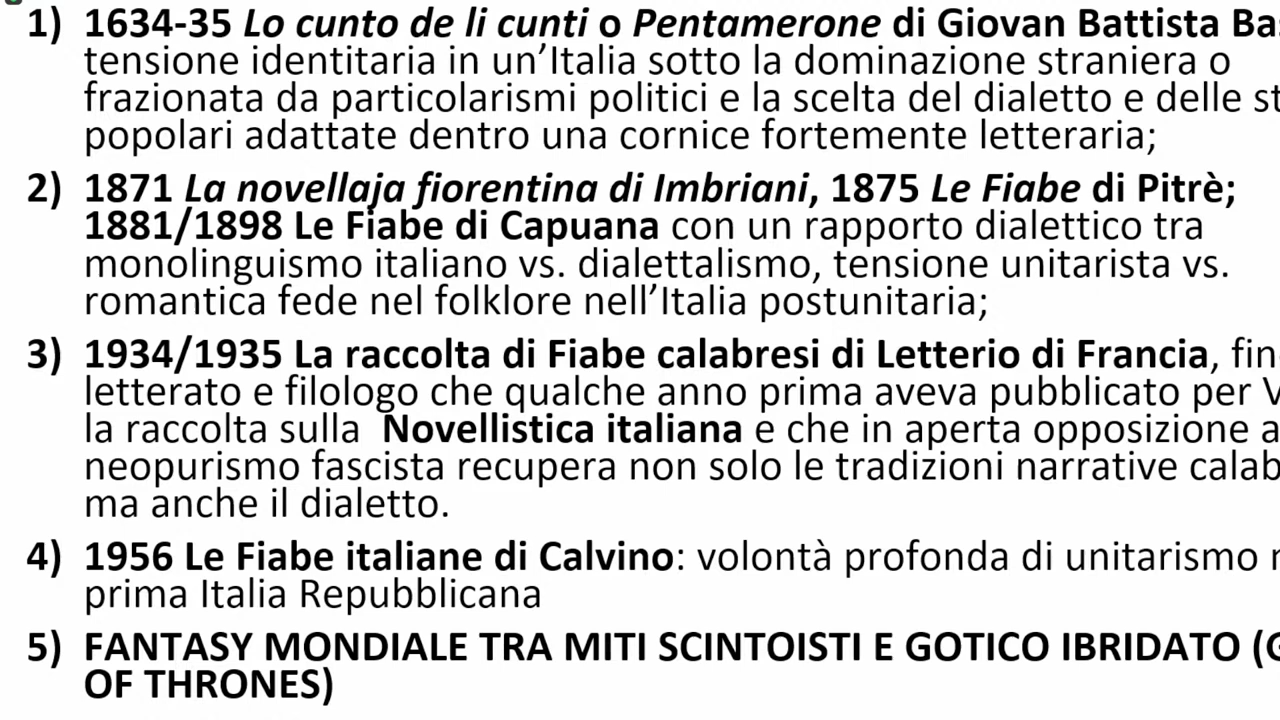 1) 1634-35 Lo cunto de li cunti o Pentamerone di Giovan Battista Ba
tensione identitaria in un’Italia sotto la dominazione straniera o
frazionata da particolarismi politici e la scelta del dialetto e delle st
popolari adattate dentro una cornice fortemente letteraria;
2) 1871 La novellaja fiorentina di Imbriani, 1875 Le Fiabe di Pitrè;
1881/1898 Le Fiabe di Capuana con un rapporto dialettico tra
monolinguismo italiano vs. dialettalismo, tensione unitarista vs.
romantica fede nel folklore nell’Italia postunitaria;
3) 1934/1935 La raccolta di Fiabe calabresi di Letterio di Francia, fin
letterato e filologo che qualche anno prima aveva pubblicato per V
la raccolta sulla Novellistica italiana e che in aperta opposizione a
neopurismo fascista recupera non solo le tradizioni narrative calab
ma anche il dialetto.
4) 1956 Le Fiabe italiane di Calvino: volontà profonda di unitarismo
prima Italia Repubblicana
5) FANTASY MONDIALE TRA MITI SCINTOISTI E GOTICO IBRIDATO (G
OF THRONES)